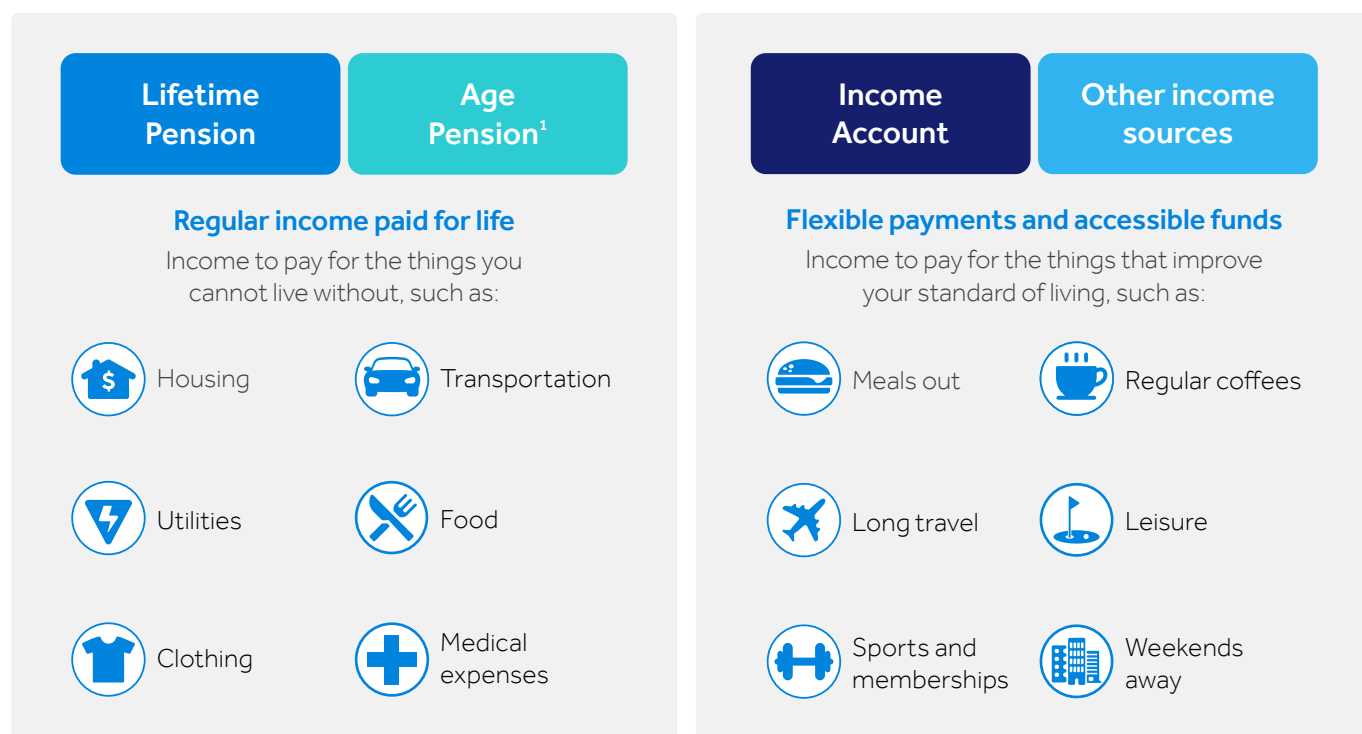 Lifetime
Pension
Age
Pension¹
Regular income paid for life
Income to pay for the things you
cannot live without, such as:
$
Housing
Transportation
Utilities
Food
Clothing
Medical
expenses
Income
Account
Other income
sources
Flexible payments and accessible funds
Income to pay for the things that improve
your standard of living, such as:
Meals out
Regular coffees
Long travel
Leisure
Sports and
memberships
Weekends
away